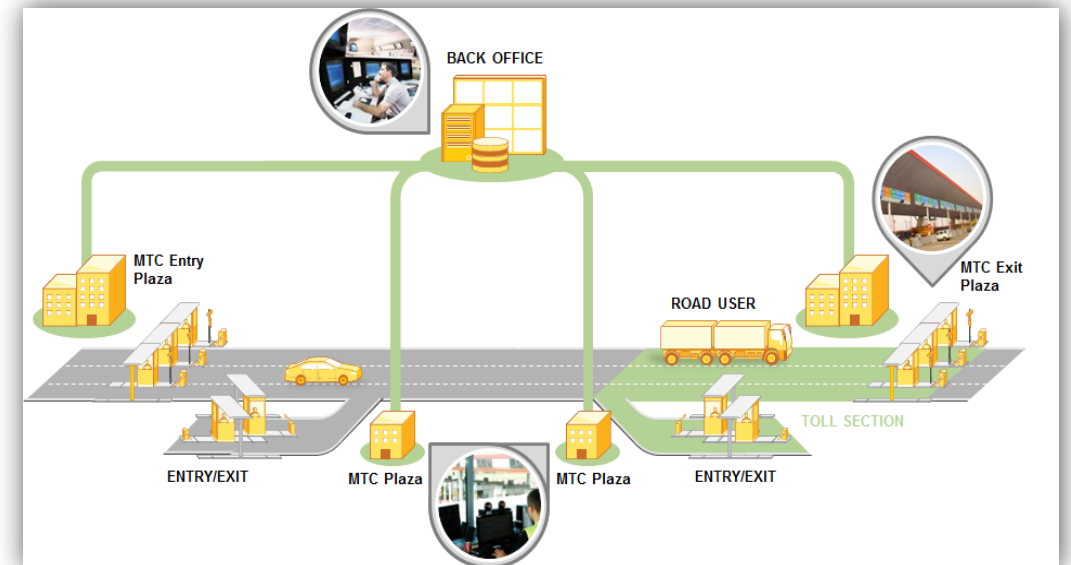 BACK OFFICE
MTC Entry
Plaza
MTC Exit
Plaza
ROAD USER
TOLL SECTION
ENTRY/EXIT
MTC Plaza
MTC Plaza
ENTRY/EXIT